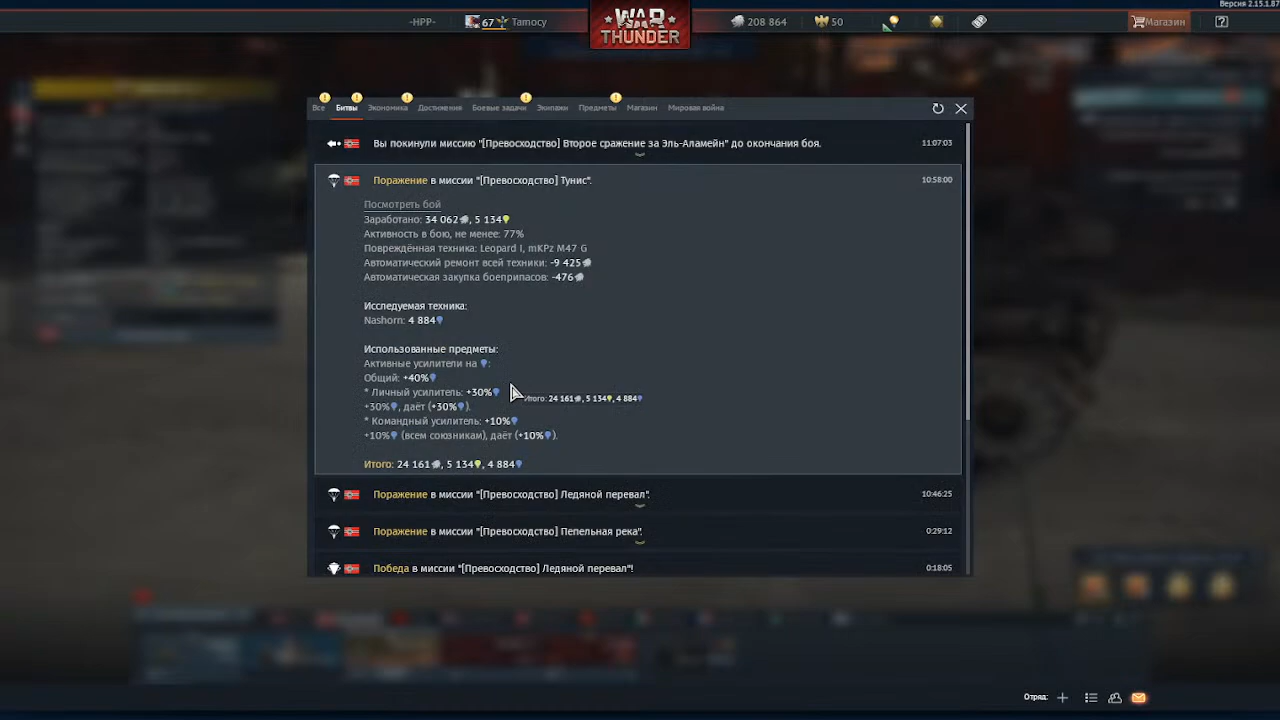 Версия 2.15.1.87
-HPP- 67 Tamocy WAR THUNDER 208 864 50 Магазин
Все Битвы Экономика Достижения Боевые задачи Экипажи Предметы Магазин Мировая война
Вы покинули миссию "[Превосходство] Второе сражение за Эль-Аламейн" до окончания боя. 11:07:03
Поражение в миссии "[Превосходство] Тунис". 10:58:00
Посмотреть бой
Заработано: 34 062, 5 134
Активность в бою, не менее: 77%
Повреждённая техника: Leopard I, mKPz M47 G
Автоматический ремонт всей техники: -9 425
Автоматическая закупка боеприпасов: -476
Исследуемая техника:
Nashorn: 4 884
Использованные предметы:
Активные усилители на :
Общий: +40%
* Личный усилитель: +30%
Итого: 24 161, 5 134, 4 884
+30%, даёт (+30%).
* Командный усилитель: +10%
+10% (всем союзникам), даёт (+10%).
Итого: 24 161, 5 134, 4 884
Поражение в миссии "[Превосходство] Ледяной перевал". 10:46:25
Поражение в миссии "[Превосходство] Пепельная река". 0:29:12
Победа в миссии "[Превосходство] Ледяной перевал"! 0:18:05
Отряд: